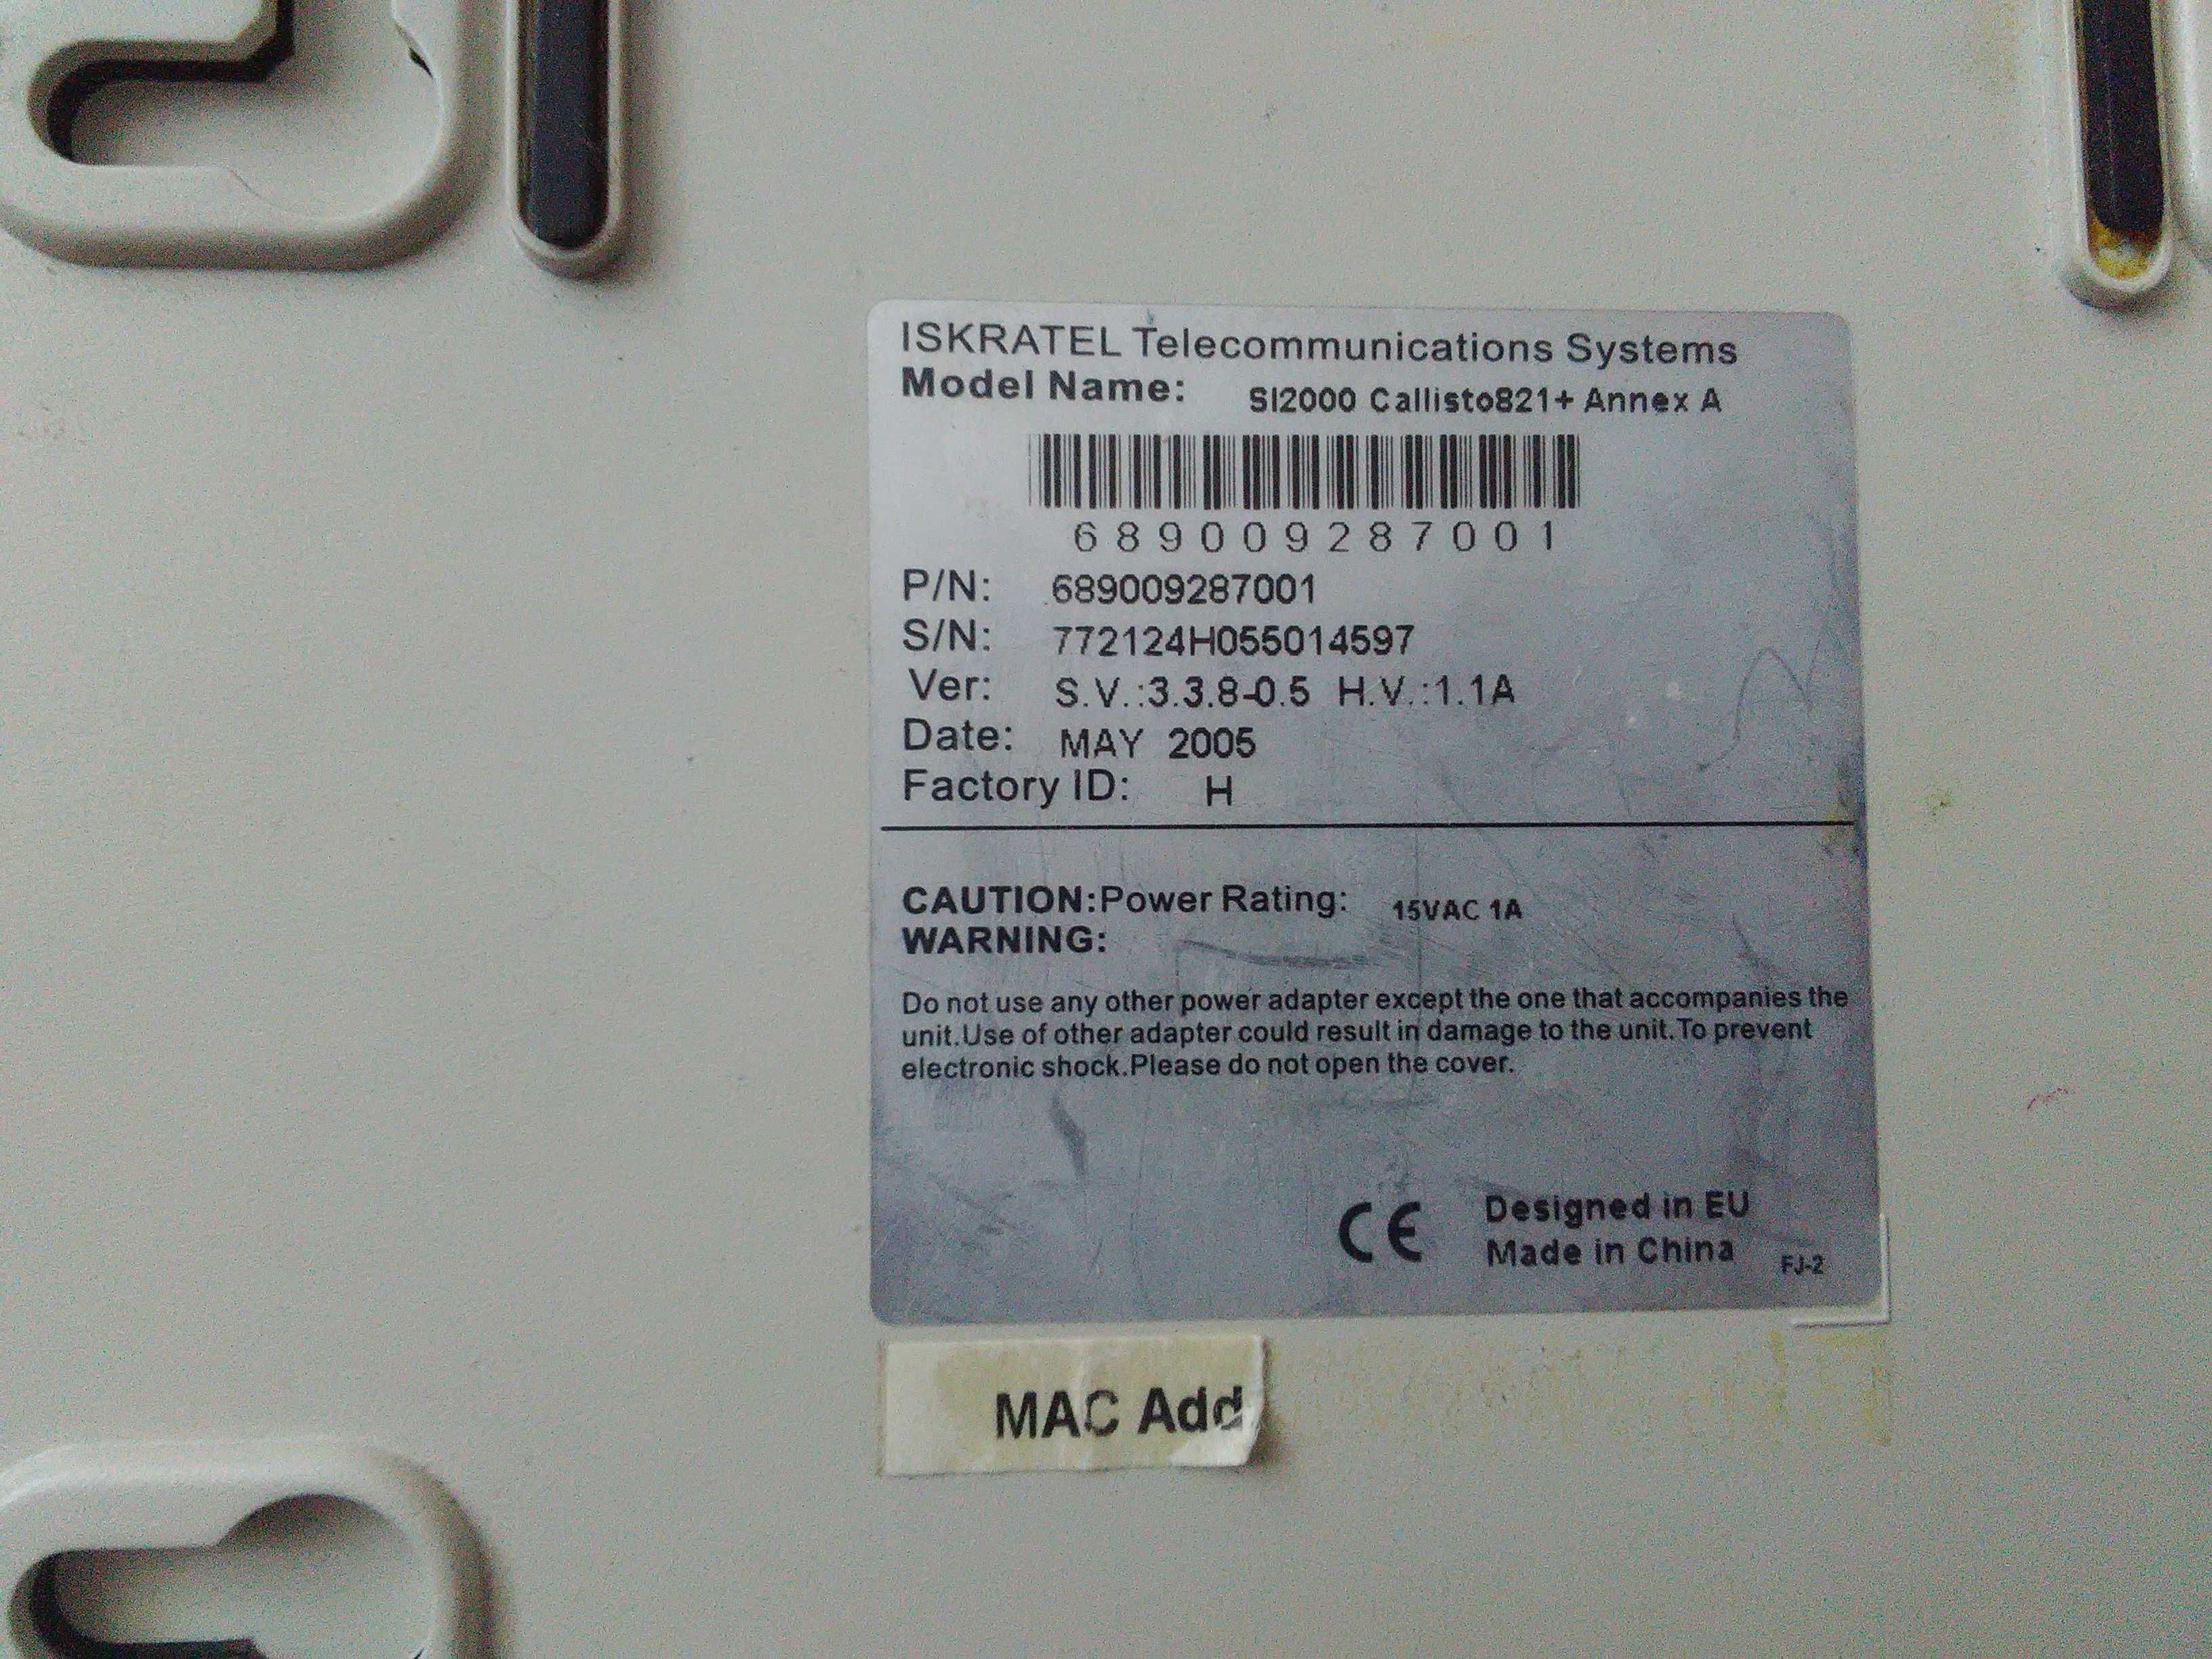 ISKRATEL Telecommunications Systems
Model Name: SI2000 Callisto821+ Annex A
689009287001
P/N: 689009287001
S/N: 772124H055014597
Ver: S.V.:3.3.8-0.5 H.V.:1.1A
Date: MAY 2005
Factory ID: H
CAUTION:Power Rating: 15VAC 1A
WARNING:
Do not use any other power adapter except the one that accompanies the
unit.Use of other adapter could result in damage to the unit.To prevent
electronic shock.Please do not open the cover.
CE Designed in EU
Made in China FJ-2
MAC Add